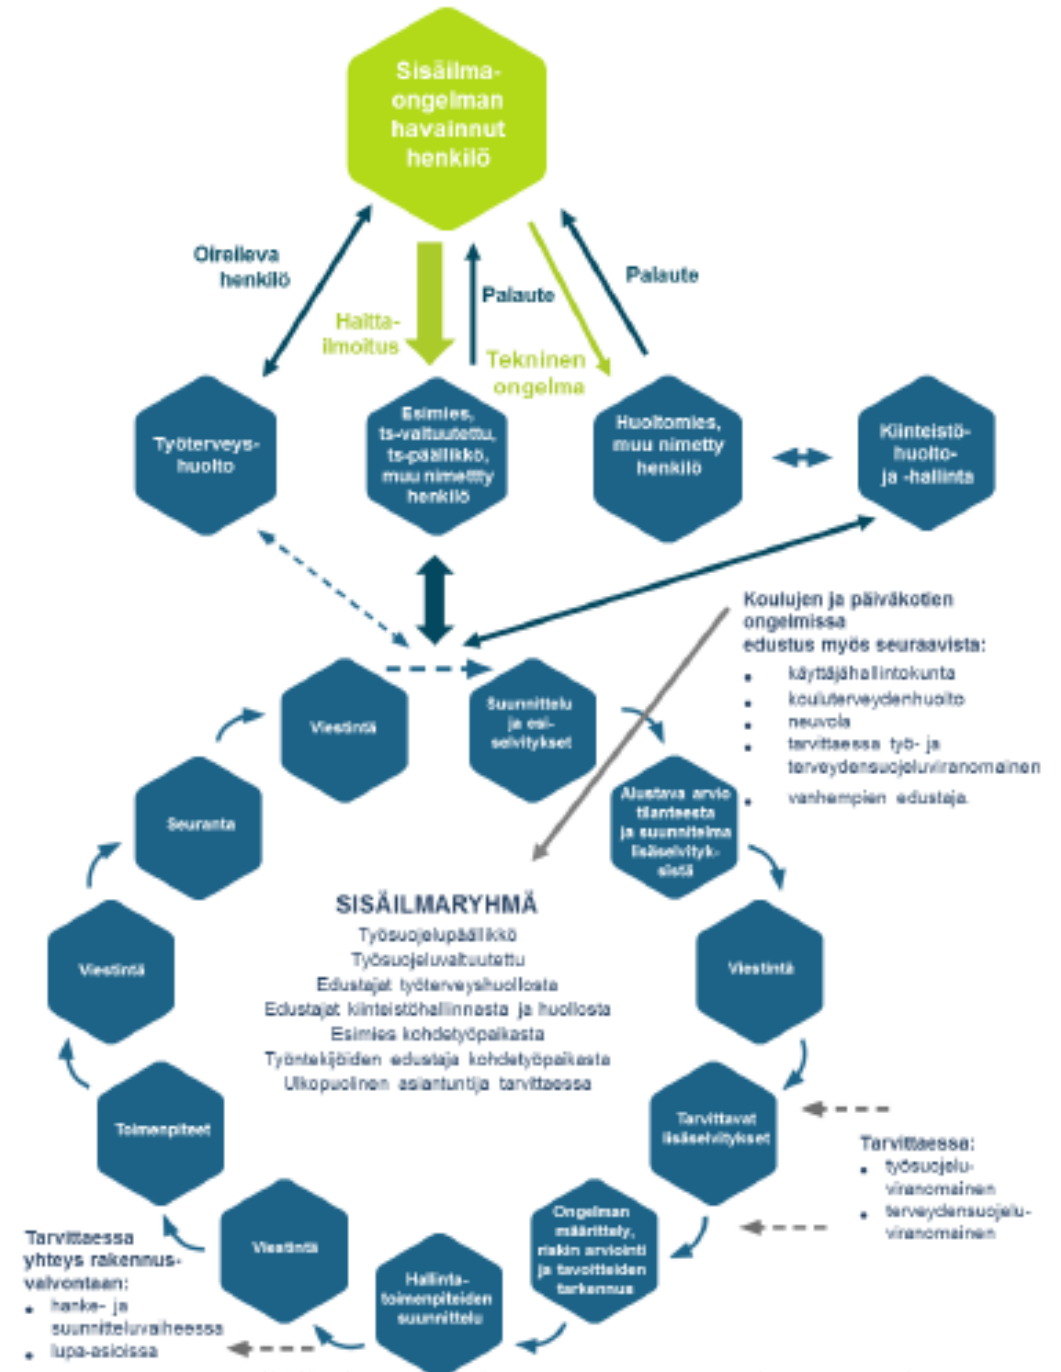 Sisäilma-
ongelman
havainnut
henkilö
Oireileva
henkilö
Haitta-
ilmoitus
Palaute
Tekninen
ongelma
Palaute
Työterveys-
huolto
Esimies,
ts-valtuutettu,
ts-päällikkö,
muu nimettty
henkilö
Huoltomies,
muu nimetty
henkilö
Kiinteistö-
huolto-
ja -hallinta
Koulujen ja päiväkotien
ongelmissa
edustus myös seuraavista:
• käyttäjähallintokunta
• kouluterveydenhuolto
• neuvola
• tarvittaessa työ- ja
terveydensuojeluviranomainen
• vanhempien edustaja.
Viestintä
Suunnittelu
ja esi-
selvitykset
Alustava arvio
tilanteesta
ja suunnitelma
lisäselvityk-
sistä
Seuranta
Viestintä
SISÄILMARYHMÄ
Työsuojelupäällikkö
Työsuojeluvaltuutettu
Edustajat työterveyshuollosta
Edustajat kiinteistöhallinnasta ja huollosta
Esimies kohdetyöpaikasta
Työntekijöiden edustaja kohdetyöpaikasta
Ulkopuolinen asiantuntija tarvittaessa
Viestintä
Toimenpiteet
Tarvittavat
lisäselvitykset
Tarvittaessa:
• työsuojelu-
viranomainen
• terveydensuojelu-
viranomainen
Ongelman
määrittely,
riskin arviointi
ja tavoitteiden
tarkennus
Viestintä
Hallinta-
toimenpiteiden
suunnittelu
Tarvittaessa
yhteys rakennus-
valvontaan:
• hanke- ja
suunnitteluvaiheessa
• lupa-asioissa